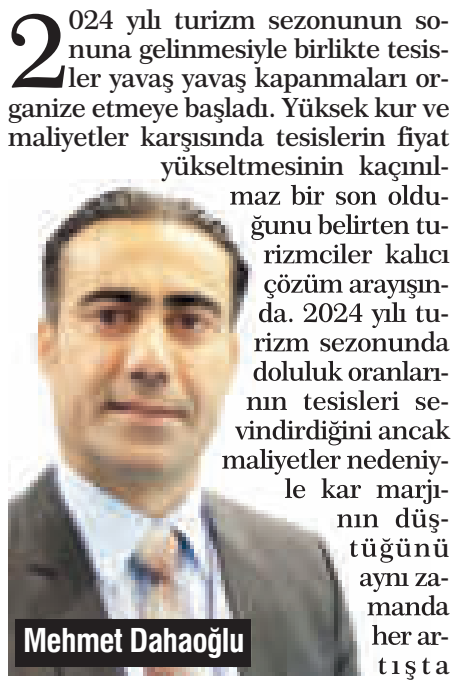 2024 yılı turizm sezonunun so-
nuna gelinmesiyle birlikte tesis-
ler yavaş yavaş kapanmaları or-
ganize etmeye başladı. Yüksek kur ve
maliyetler karşısında tesislerin fiyat
yükseltmesinin kaçınıl-
maz bir son oldu-
ğunu belirten tu-
rizmciler kalıcı
çözüm arayışın-
da. 2024 yılı tu-
rizm sezonunda
doluluk oranları-
nın tesisleri se-
vindirdiğini ancak
maliyetler nedeniy-
le kar marjı-
nın düş-
tüğünü
aynı za-
manda
her ar-
tışta
Mehmet Dahaoğlu